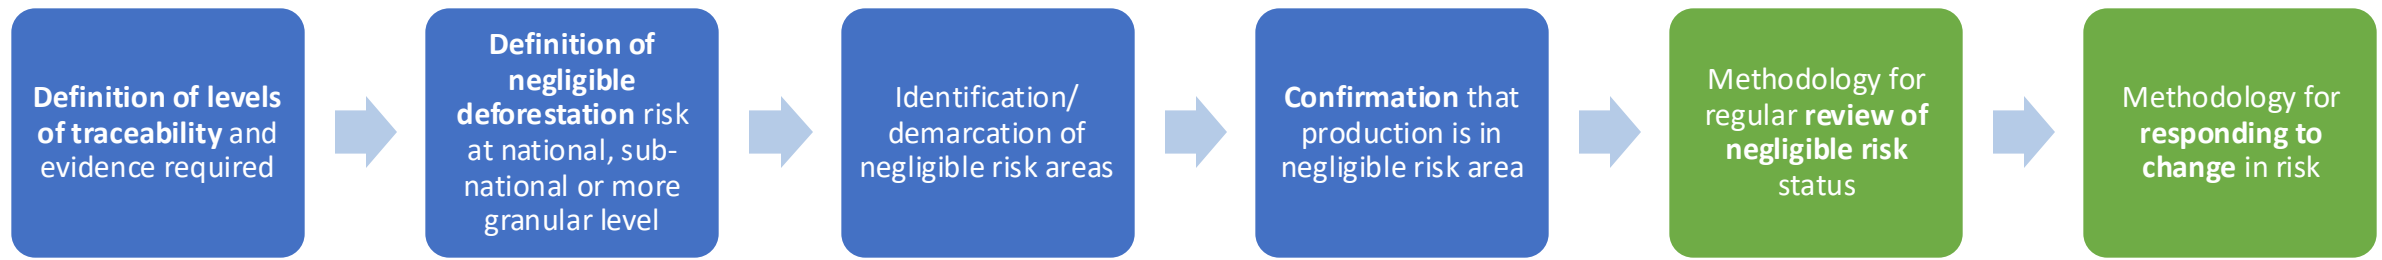 Definition of levels
of traceability and
evidence required
Definition of
negligible
deforestation risk
at national, sub-
national or more
granular level
Identification/
demarcation of
negligible risk areas
Confirmation that
production is in
negligible risk area
Methodology for
regular review of
negligible risk
status
Methodology for
responding to
change in risk